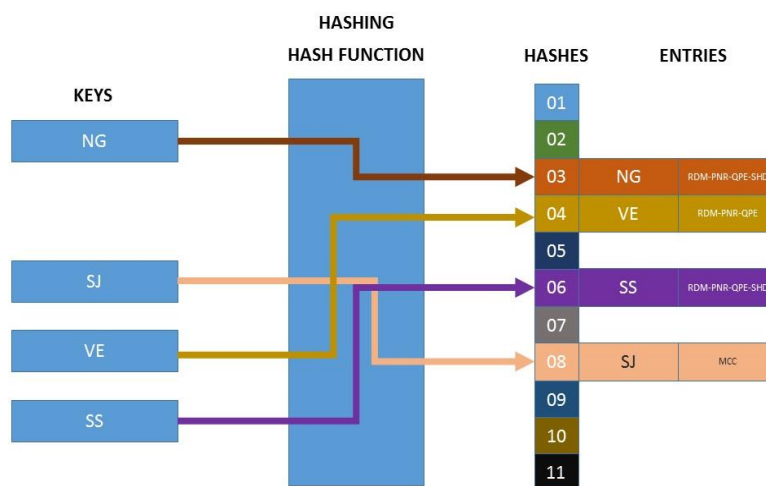 HASHING
HASH FUNCTION
HASHES
ENTRIES
KEYS
NG
SJ
VE
SS
01
02
03 NG RDM-PNR-QPE-SHD
04 VE RDM-PNR-QPE
05
06 SS RDM-PNR-QPE-SHD
07
08 SJ MCC
09
10
11